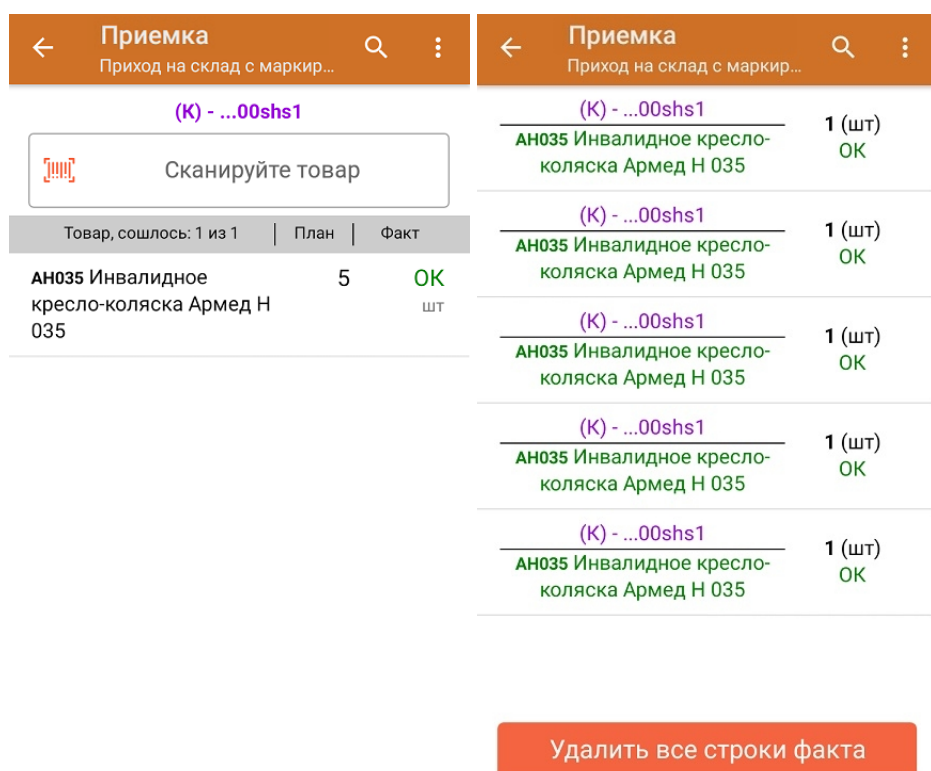 Приемка
Приход на склад с маркир...
(К) - ...00shs1
Сканируйте товар
Товар, сошлось: 1 из 1 | План | Факт
АН035 Инвалидное 5 ОК
кресло-коляска Армед Н шт
035
Приемка
Приход на склад с маркир...
(К) - ...00shs1
АН035 Инвалидное кресло- 1 (шт)
коляска Армед Н 035 ОК
(К) - ...00shs1
АН035 Инвалидное кресло- 1 (шт)
коляска Армед Н 035 ОК
(К) - ...00shs1
АН035 Инвалидное кресло- 1 (шт)
коляска Армед Н 035 ОК
(К) - ...00shs1
АН035 Инвалидное кресло- 1 (шт)
коляска Армед Н 035 ОК
(К) - ...00shs1
АН035 Инвалидное кресло- 1 (шт)
коляска Армед Н 035 ОК
Удалить все строки факта